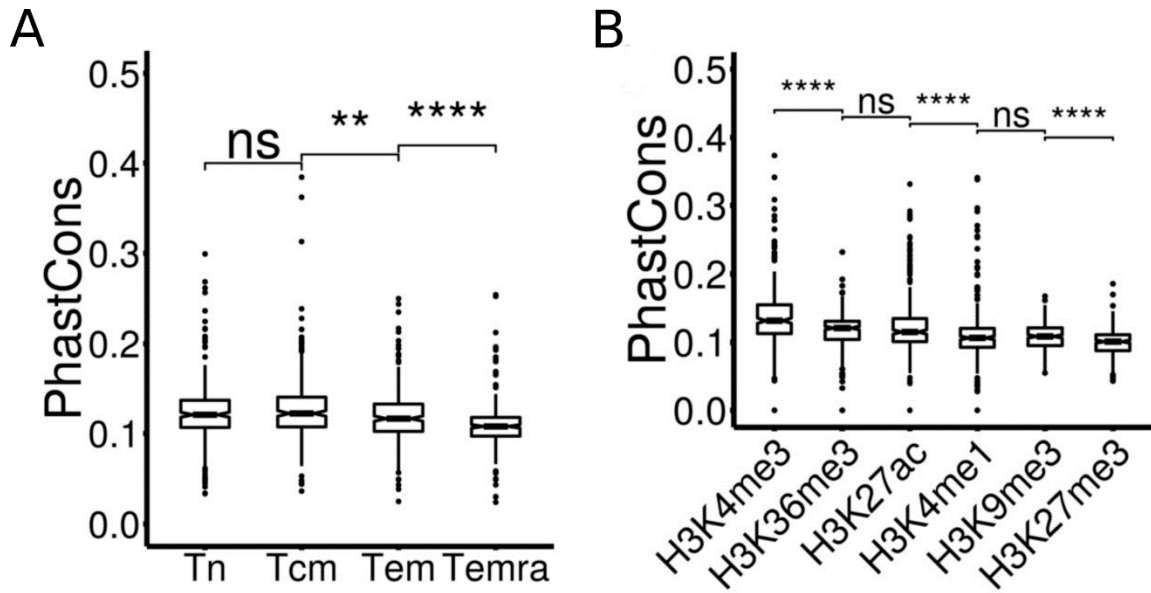 A
PhastCons
0.5
0.4
0.3
0.2
0.1
0.0
ns
**
****
Tn
Tcm
Tem
Temra
B
PhastCons
0.5
0.4
0.3
0.2
0.1
0.0
****
ns
****
ns
****
H3K4me3
H3K36me3
H3K27ac
H3K4me1
H3K9me3
H3K27me3